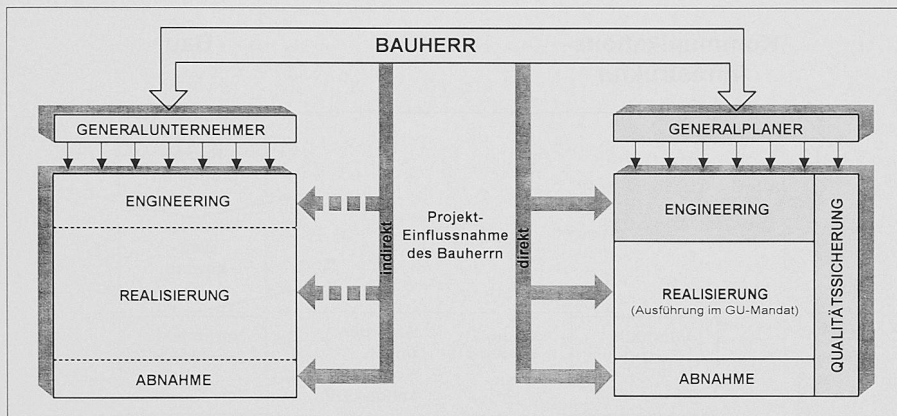 BAUHERR
GENERALUNTERNEHMER
GENERALPLANER
ENGINEERING
REALISIERUNG
ABNAHME
indirekt
Projekt-
Einflussnahme
des Bauherrn
direkt
ENGINEERING
REALISIERUNG
(Ausführung im GU-Mandat)
ABNAHME
QUALITÄTSSICHERUNG